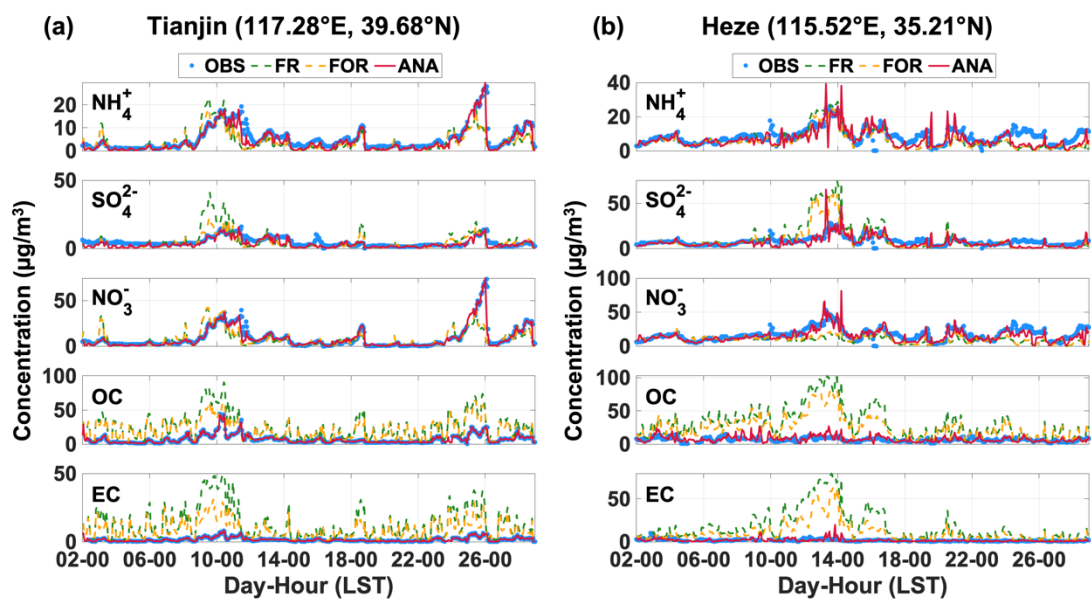 (a) Tianjin (117.28°E, 39.68°N)
OBS FR FOR ANA
NH₄⁺
20
10
0
SO₄²⁻
50
0
NO₃⁻
50
0
OC
100
50
0
EC
50
0
02-00 06-00 10-00 14-00 18-00 22-00 26-00
Day-Hour (LST)
Concentration (μg/m³)
(b) Heze (115.52°E, 35.21°N)
OBS FR FOR ANA
NH₄⁺
40
20
0
SO₄²⁻
50
0
NO₃⁻
50
0
OC
100
50
0
EC
50
0
02-00 06-00 10-00 14-00 18-00 22-00 26-00
Day-Hour (LST)
Concentration (μg/m³)